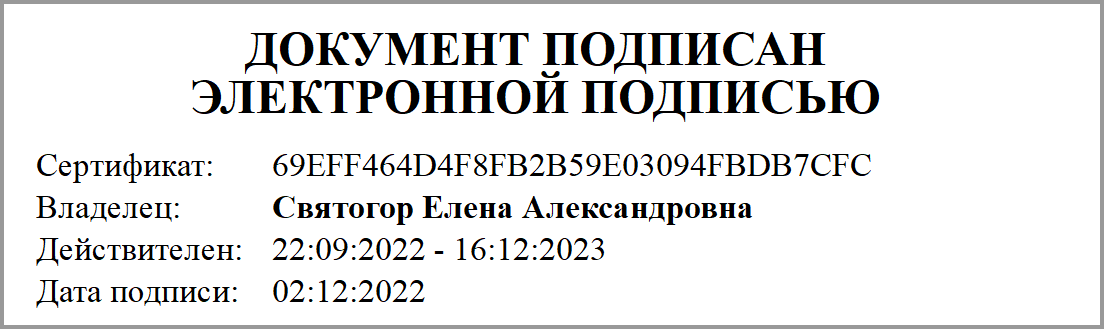 ДОКУМЕНТ ПОДПИСАН
ЭЛЕКТРОННОЙ ПОДПИСЬЮ
Сертификат: 69EFF464D4F8FB2B59E03094FBDB7CFC
Владелец: Святогор Елена Александровна
Действителен: 22:09:2022 - 16:12:2023
Дата подписи: 02:12:2022